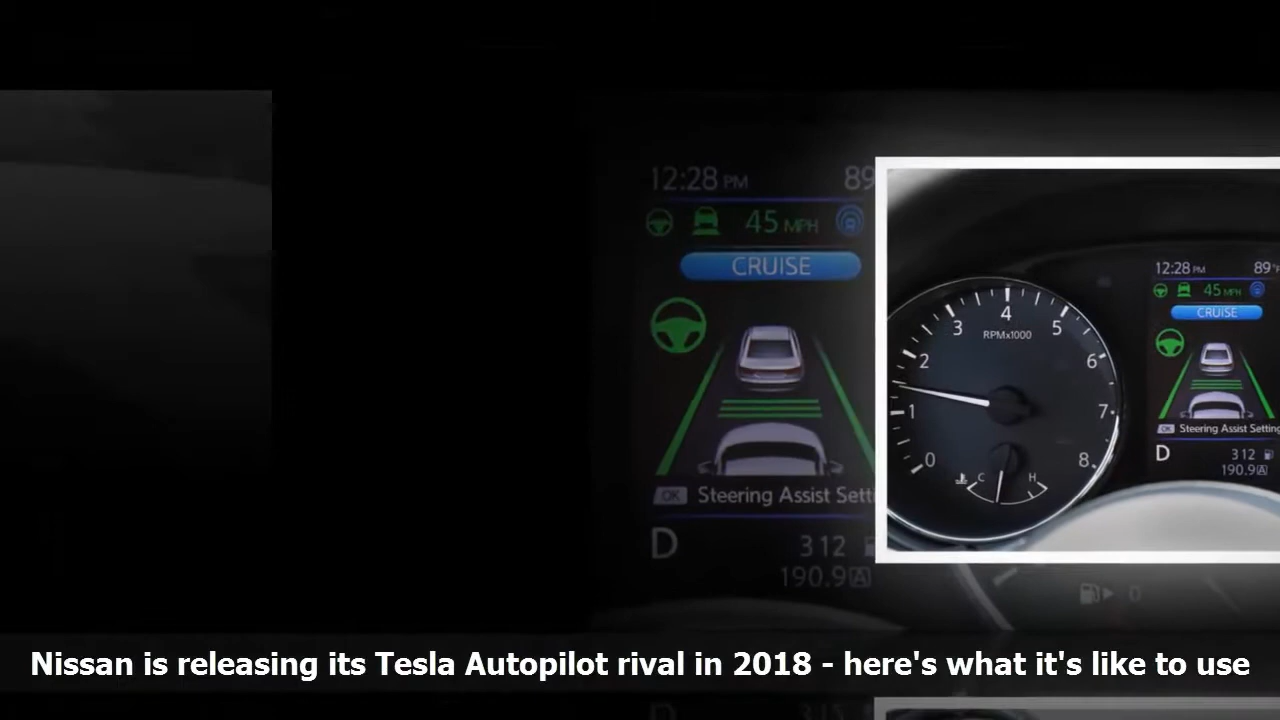 12:28 PM 89
45 MPH
CRUISE
OK Steering Assist Sett
D 312
190.9 A
12:28 PM 89°F
45 MPH
CRUISE
OK Steering Assist Setting
D 312
190.9 A
0 1 2 3 4 5 6 7 8
RPMx1000
C H
0
Nissan is releasing its Tesla Autopilot rival in 2018 - here's what it's like to use